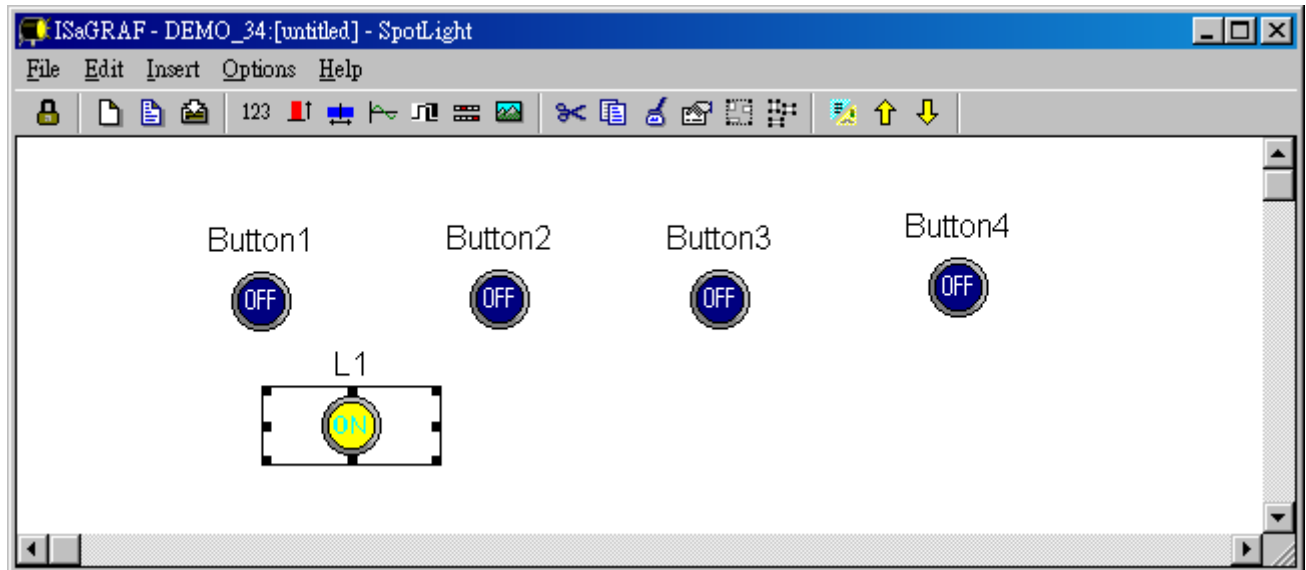 ISaGRAF - DEMO_34:[untitled] - SpotLight
File Edit Insert Options Help
123
Button1 Button2 Button3 Button4
OFF OFF OFF OFF
L1
ON